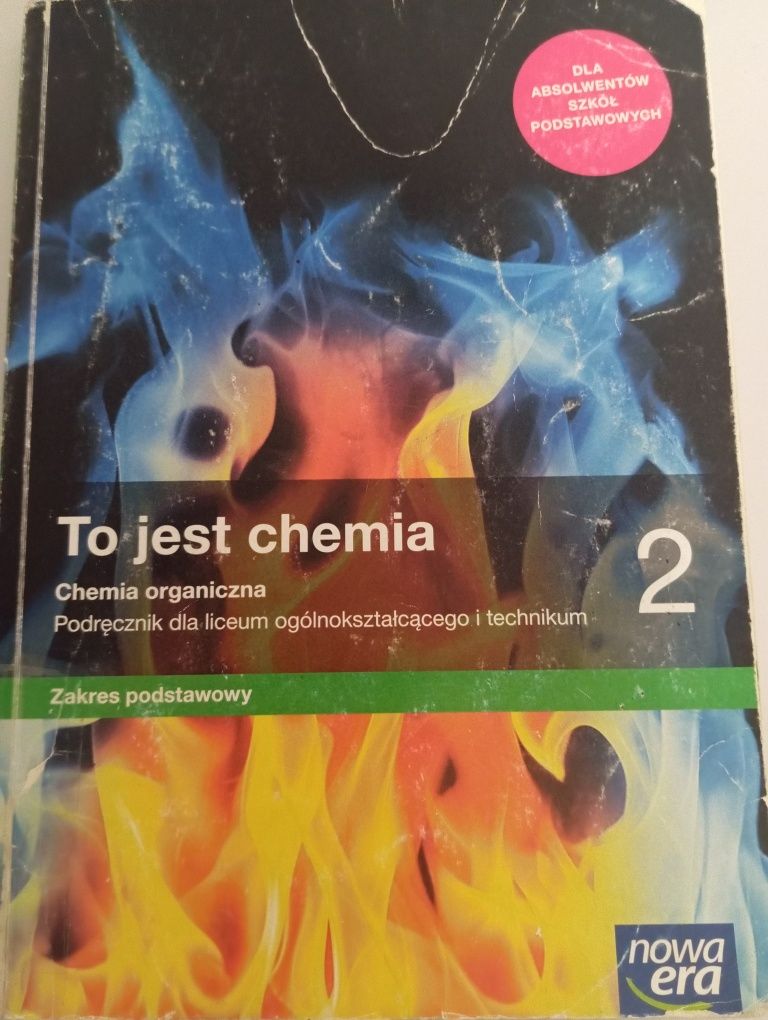 DLA
ABSOLWENTÓW
SZKÓŁ
PODSTAWOWYCH
To jest chemia 2
Chemia organiczna
Podręcznik dla liceum ogólnokształcącego i technikum
Zakres podstawowy
nowa
era